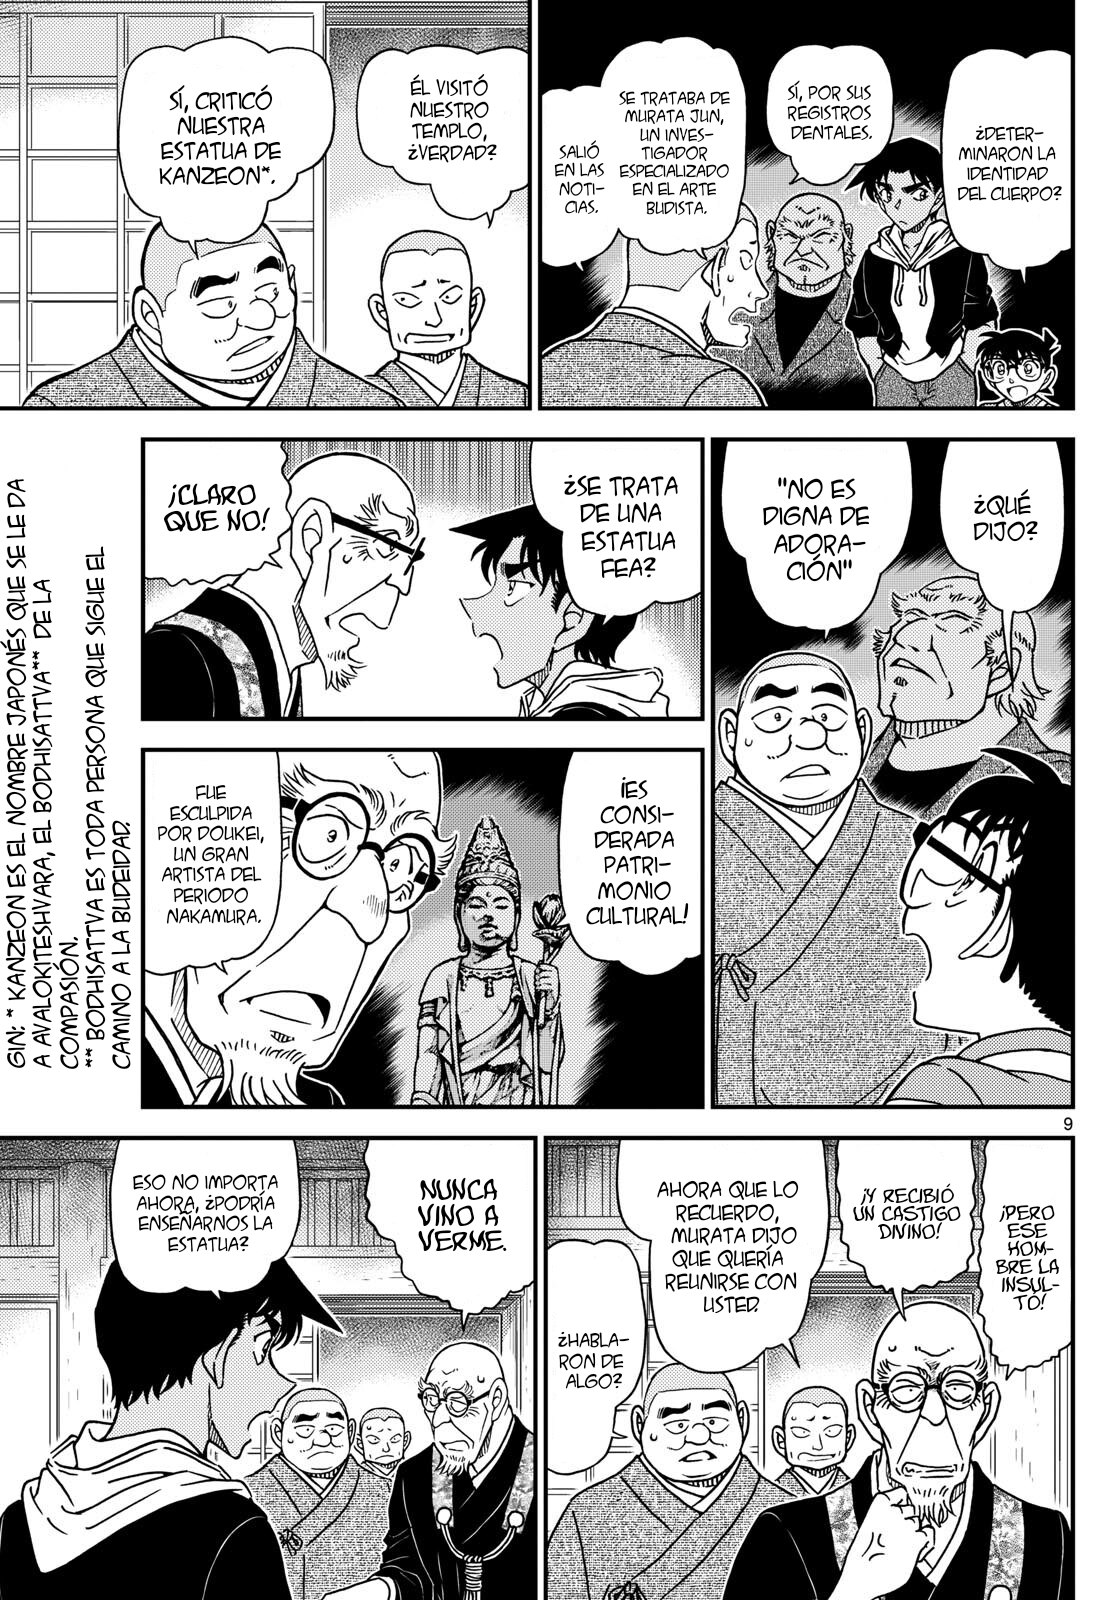 ¿DETER-
MINARON LA
IDENTIDAD
DEL CUERPO?
SÍ, POR SUS
REGISTROS
DENTALES.
SE TRATABA DE
MURATA JUN,
UN INVES-
TIGADOR
ESPECIALIZADO
EN EL ARTE
BUDISTA.
SALIÓ
EN LAS
NOTI-
CIAS.
ÉL VISITÓ
NUESTRO
TEMPLO,
¿VERDAD?
SÍ, CRITICÓ
NUESTRA
ESTATUA DE
KANZEON*.
¿QUÉ
DIJO?
"NO ES
DIGNA DE
ADORA-
CIÓN"
¿SE TRATA
DE UNA
ESTATUA
FEA?
¡CLARO
QUE NO!
¡ES CONSI-
DERADA
PATRI-
MONIO
CULTURAL!
FUE
ESCULPIDA
POR DOUKEI,
UN GRAN
ARTISTA DEL
PERIODO
NAKAMURA.
GIN: * KANZEON ES EL NOMBRE JAPONÉS QUE SE LE DA
A AVALOKITESHVARA, EL BODHISATTVA** DE LA
COMPASIÓN.
** BODHISATTVA ES TODA PERSONA QUE SIGUE EL
CAMINO A LA BUDEIDAD.
9
¡PERO
ESE
HOM-
BRE LA
INSUL-
TÓ!
¡Y RECIBIÓ
UN CASTIGO
DIVINO!
AHORA QUE LO
RECUERDO,
MURATA DIJO
QUE QUERÍA
REUNIRSE CON
USTED.
¿HABLA-
RON DE
ALGO?
NUNCA
VINO A
VERME.
ESO NO IMPORTA
AHORA, ¿PODRÍA
ENSEÑARNOS LA
ESTATUA?